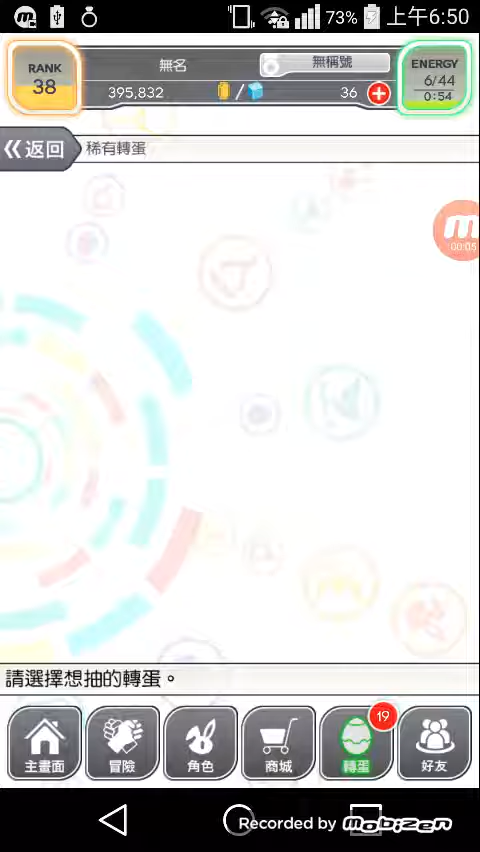 73% 上午6:50
RANK
38
無名
無稱號
395,832
/
36
ENERGY
6/44
0:54
返回
稀有轉蛋
00:05
請選擇想抽的轉蛋。
主畫面
冒險
角色
商城
19
轉蛋
好友
Recorded by mobizen